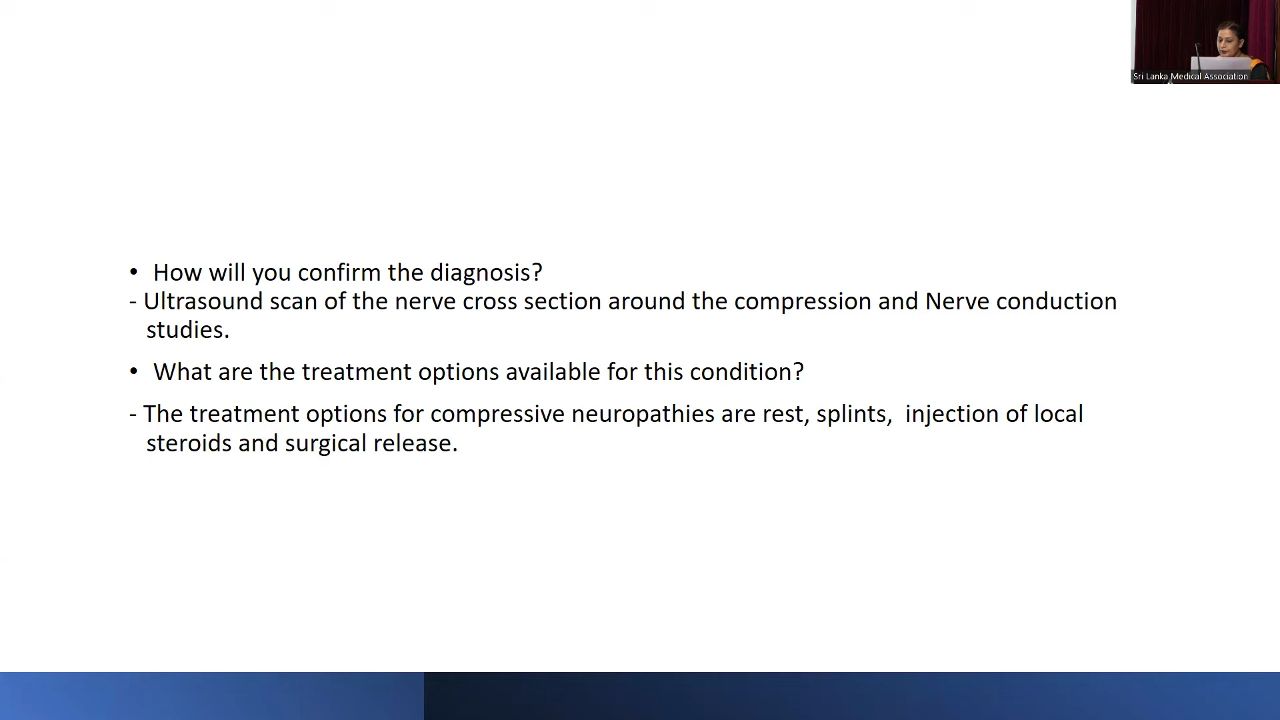 Sri Lanka Medical Association
• How will you confirm the diagnosis?
- Ultrasound scan of the nerve cross section around the compression and Nerve conduction
studies.
• What are the treatment options available for this condition?
- The treatment options for compressive neuropathies are rest, splints,  injection of local
steroids and surgical release.